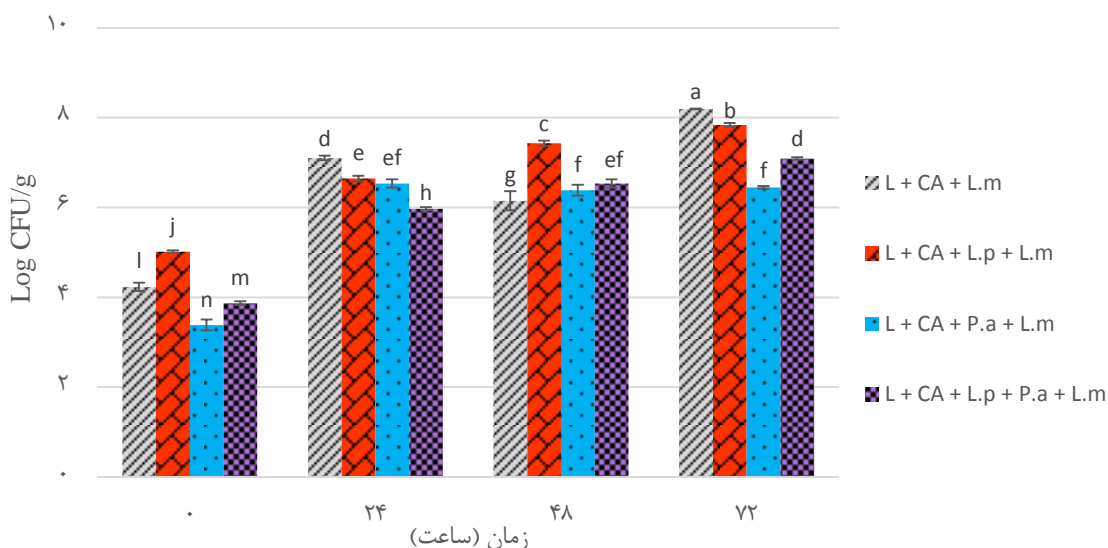 Log CFU/g
۱۰
۸
۶
۴
۲
۰
l
j
n
m
d
e
ef
h
g
c
f
ef
a
b
f
d
۰
۲۴
۴۸
۷۲
زمان (ساعت)
L + CA + L.m
L + CA + L.p + L.m
L + CA + P.a + L.m
L + CA + L.p + P.a + L.m